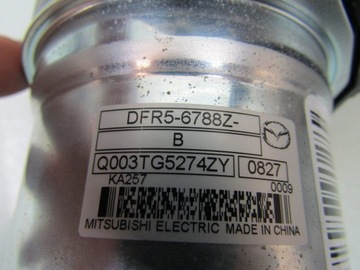 DFR5-6788Z-
B
Q003TG5274ZY 0827
KA257 0009
MITSUBISHI ELECTRIC MADE IN CHINA